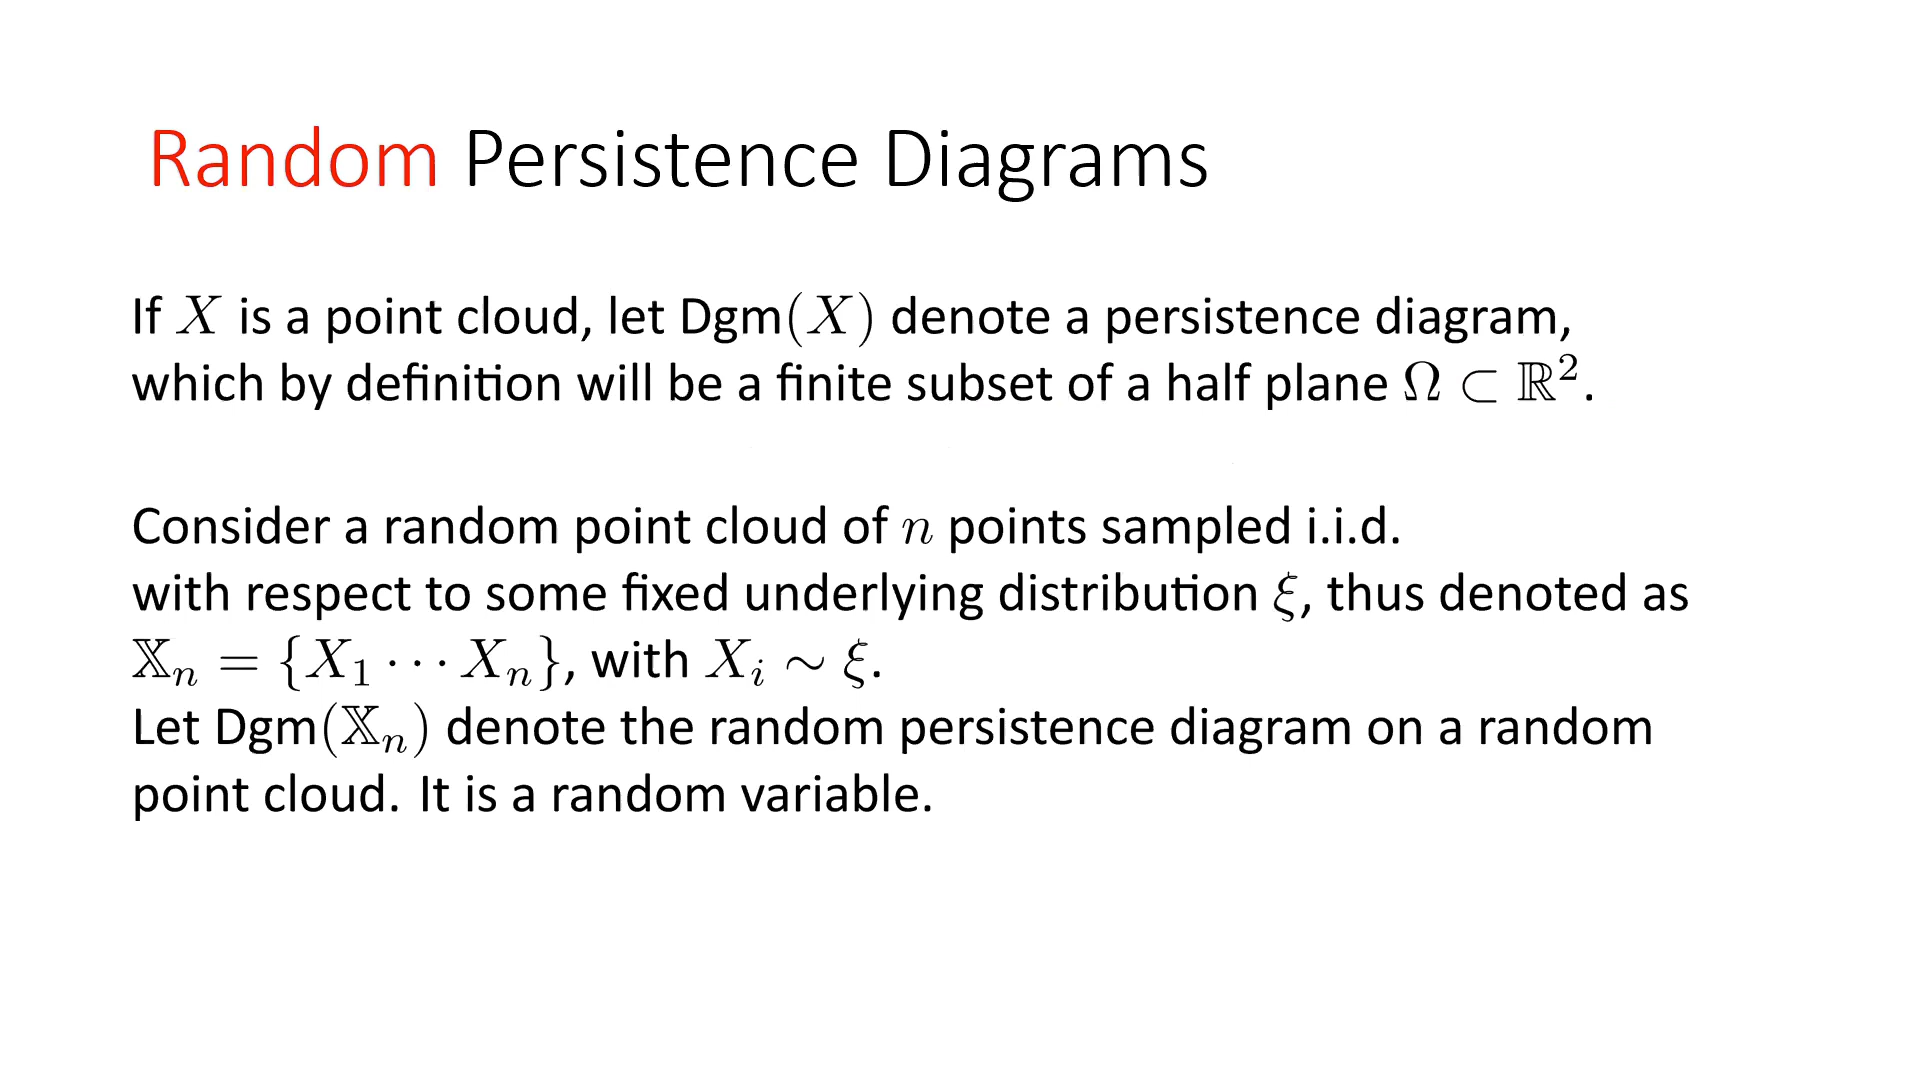 Random Persistence Diagrams
If $X$ is a point cloud, let Dgm$(X)$ denote a persistence diagram,
which by definition will be a finite subset of a half plane $\Omega \subset \mathbb{R}^2$.
Consider a random point cloud of $n$ points sampled i.i.d.
with respect to some fixed underlying distribution $\xi$, thus denoted as
$\mathbb{X}_n = \{X_1 \cdots X_n\}$, with $X_i \sim \xi$.
Let Dgm$(\mathbb{X}_n)$ denote the random persistence diagram on a random
point cloud. It is a random variable.